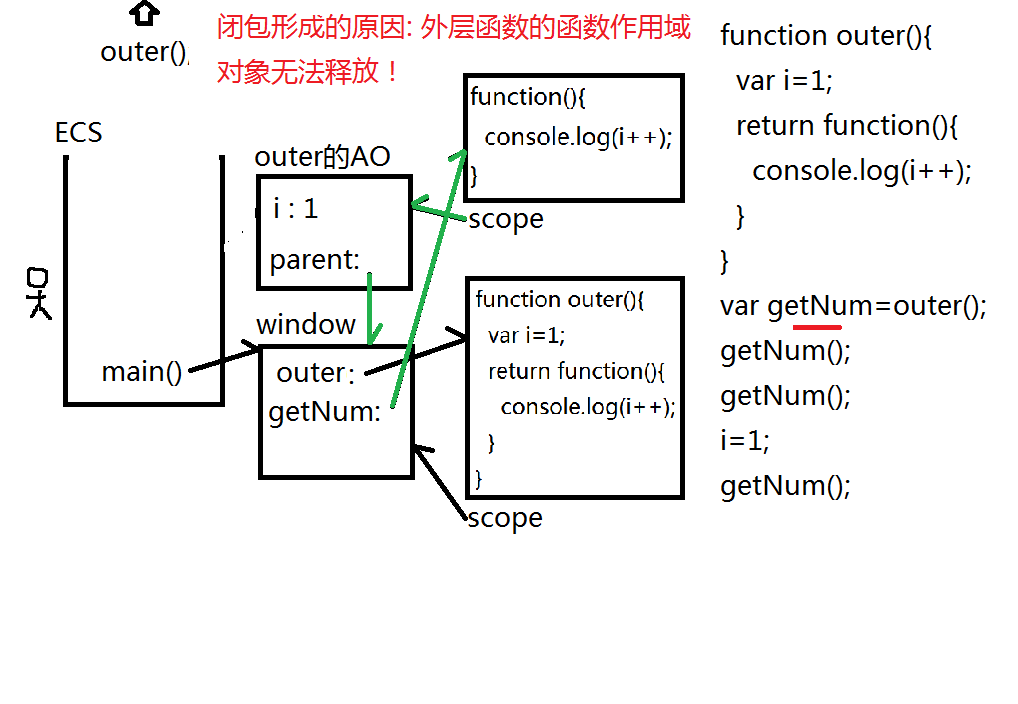 outer()
闭包形成的原因: 外层函数的函数作用域
对象无法释放！
ECS
main()
outer的AO
i : 1
parent:
window
outer:
getNum:
function(){
console.log(i++);
}
scope
function outer(){
var i=1;
return function(){
console.log(i++);
}
}
scope
function outer(){
var i=1;
return function(){
console.log(i++);
}
}
var getNum=outer();
getNum();
getNum();
i=1;
getNum();